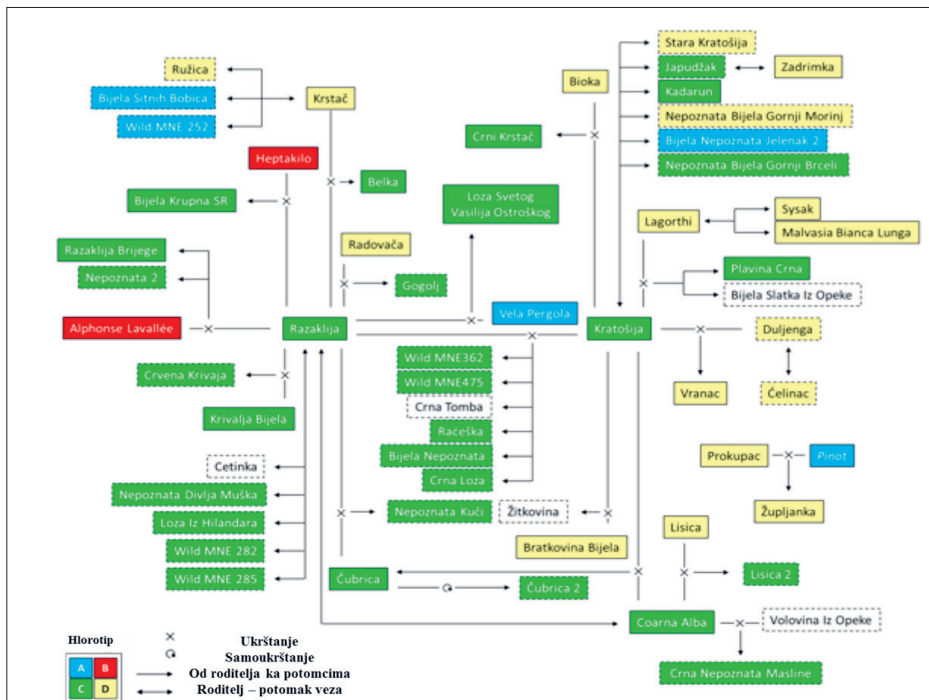 Ružica
Bijela Sitnih Bobica
Wild MNE 252
Krstač
Bioka
Stara Kratošija
Japudžak
Zadrimka
Kadarun
Nepoznata Bijela Gornji Morinj
Bijela Nepoznata Jelenak 2
Nepoznata Bijela Gornji Brceli
Crni Krstač
Heptakilo
Belka
Bijela Krupna SR
Loza Svetog
Vasilija Ostroškog
Lagorthi
Sysak
Malvasia Bianca Lunga
Razaklija Brijege
Nepoznata 2
Radovača
Gogolj
Plavina Crna
Bijela Slatka Iz Opeke
Alphonse Lavallée
Razaklija
Vela Pergola
Kratošija
Duljenga
Crvena Krivaja
Krivalja Bijela
Wild MNE362
Wild MNE475
Crna Tomba
Raćeška
Bijela Nepoznata
Crna Loza
Vranac
Ćelinac
Cetinka
Nepoznata Divlja Muška
Loza Iz Hilandara
Wild MNE 282
Wild MNE 285
Nepoznata Kuči
Žitkovina
Prokupac
Pinot
Župljanka
Bratkovina Bijela
Lisica
Čubrica
Čubrica 2
Lisica 2
Coarna Alba
Volovina Iz Opeke
Crna Nepoznata Masline
Hlorotip
A B
C D
Ukrštanje
Samoukrštanje
Od roditelja ka potomcima
Roditelj – potomak veza